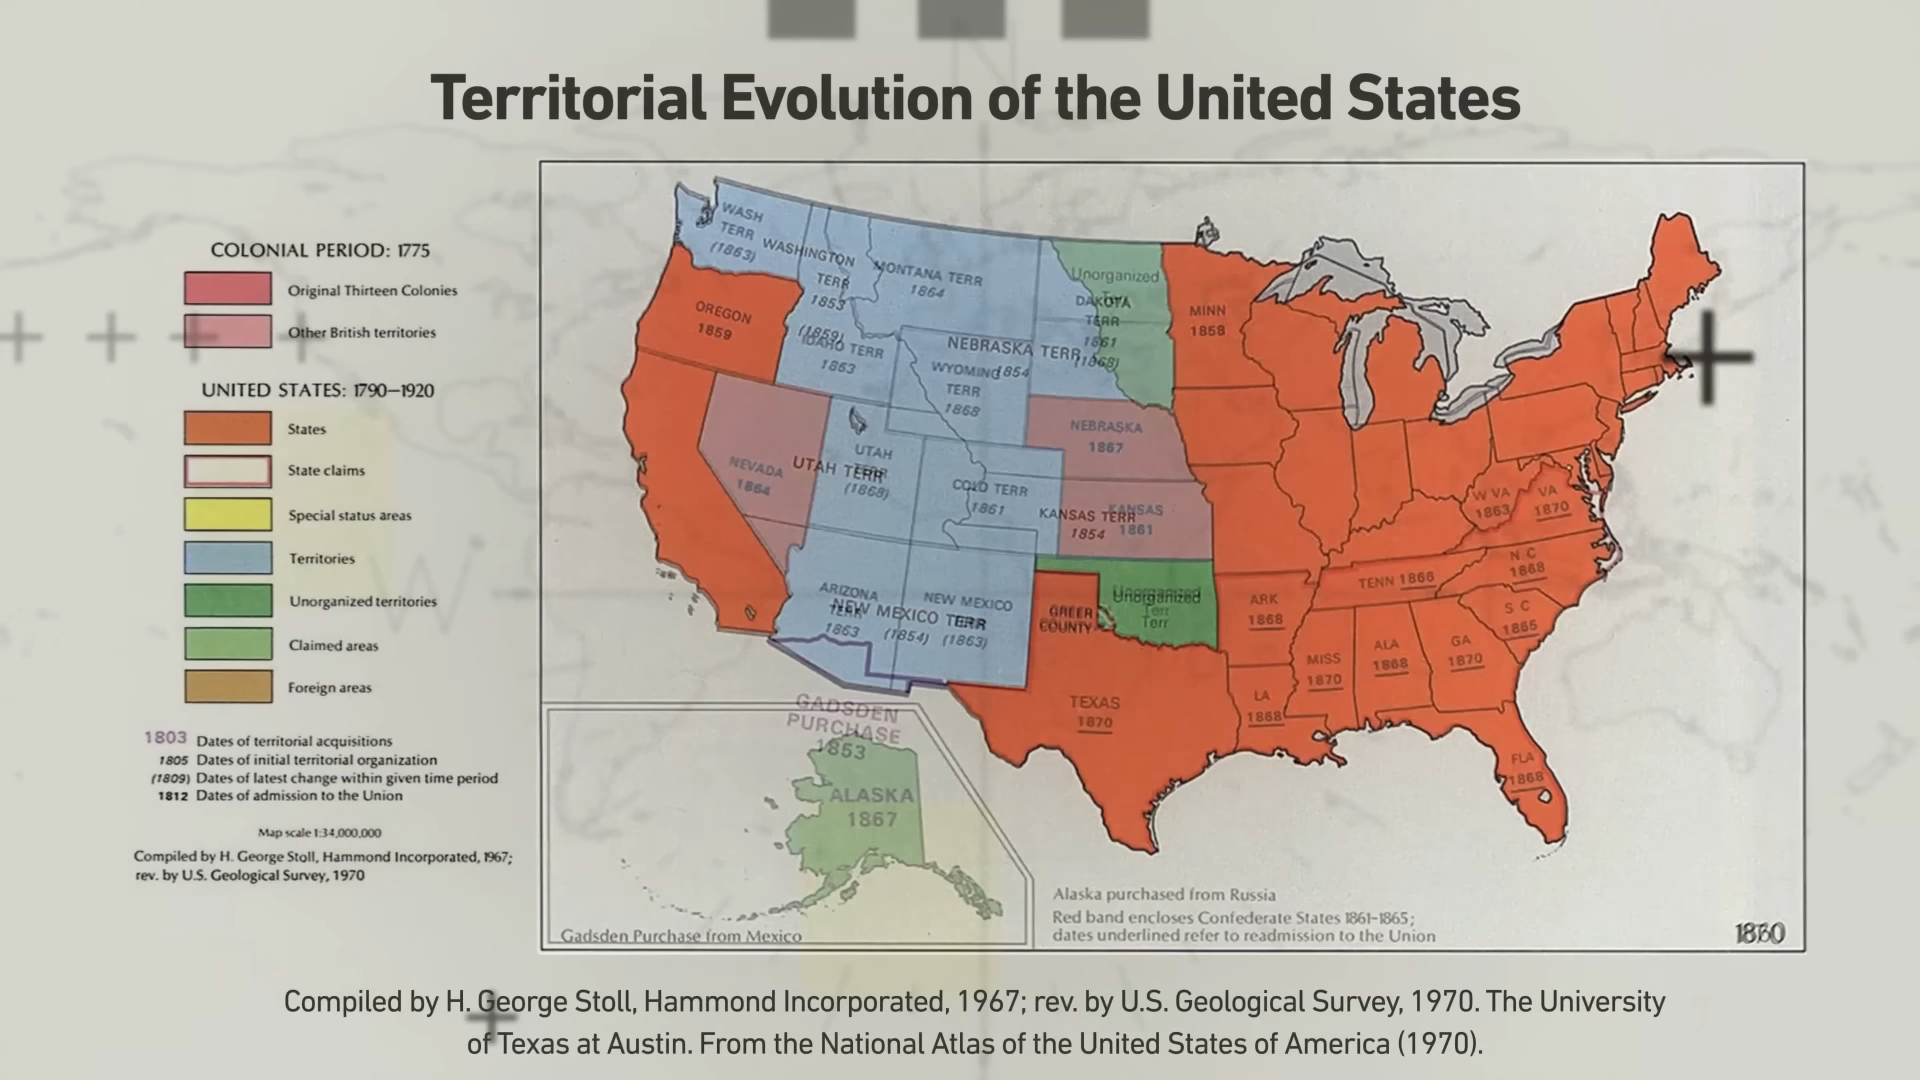 Territorial Evolution of the United States
COLONIAL PERIOD: 1775
Original Thirteen Colonies
Other British territories
UNITED STATES: 1790–1920
States
State claims
Special status areas
Territories
Unorganized territories
Claimed areas
Foreign areas
1803 Dates of territorial acquisitions
1805 Dates of initial territorial organization
(1809) Dates of latest change within given time period
1812 Dates of admission to the Union
Map scale 1:34,000,000
Compiled by H. George Stoll, Hammond Incorporated, 1967;
rev. by U.S. Geological Survey, 1970
WASH
TERR
(1863)
WASHINGTON
TERR
1853
(1859)
OREGON
1859
IDAHO TERR
1863
MONTANA TERR
1864
Unorganized
DAKOTA
TERR
1861
(1868)
MINN
1858
NEBRASKA TERR
1854
WYOMING
TERR
1868
NEBRASKA
1867
NEVADA
1864
UTAH TERR
UTAH
TERR
(1868)
COLO TERR
1861
KANSAS TERR
1854
KANSAS
1861
ARIZONA
TERR
1863
NEW MEXICO TERR
(1854)
NEW MEXICO
TERR
(1863)
GREER
COUNTY
Unorganized
Terr
Unorganized
Terr
TEXAS
1870
ARK
1868
LA
1868
MISS
1870
ALA
1868
GA
1870
FLA
1868
TENN 1866
S C
1865
N C
1868
W VA
1863
VA
1870
GADSDEN
PURCHASE
1853
ALASKA
1867
Gadsden Purchase from Mexico
Alaska purchased from Russia
Red band encloses Confederate States 1861–1865;
dates underlined refer to readmission to the Union
Compiled by H. George Stoll, Hammond Incorporated, 1967; rev. by U.S. Geological Survey, 1970. The University
of Texas at Austin. From the National Atlas of the United States of America (1970).